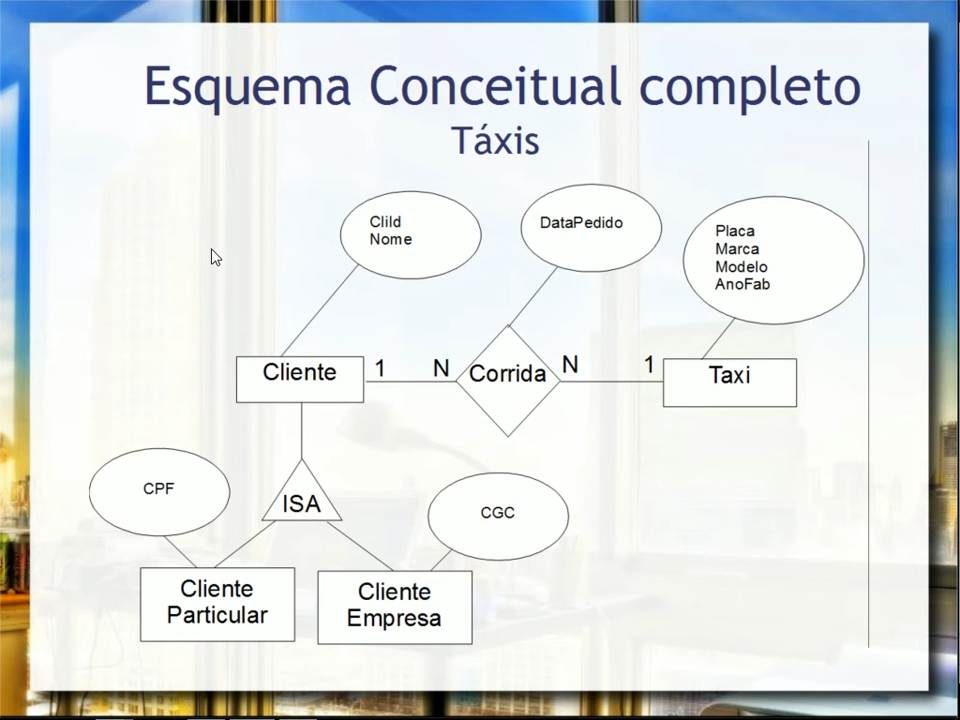 Esquema Conceitual completo
Táxis
CliId
Nome
DataPedido
Placa
Marca
Modelo
AnoFab
Cliente
1
N
Corrida
N
1
Taxi
CPF
ISA
CGC
Cliente
Particular
Cliente
Empresa